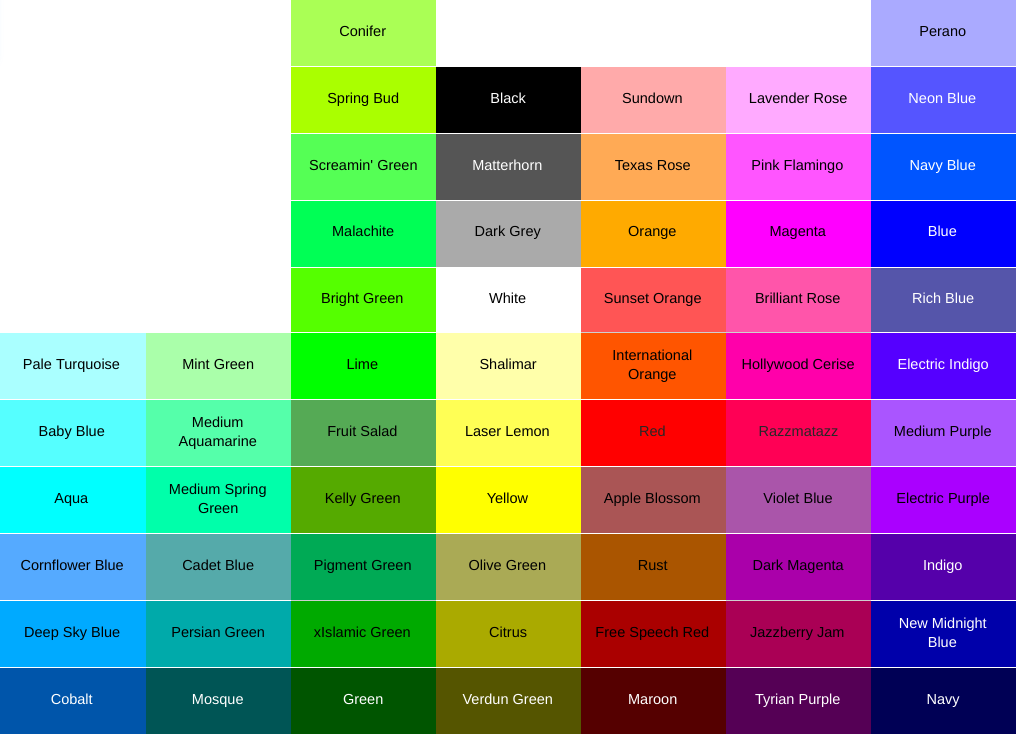 Conifer
Perano
Spring Bud
Black
Sundown
Lavender Rose
Neon Blue
Screamin' Green
Matterhorn
Texas Rose
Pink Flamingo
Navy Blue
Malachite
Dark Grey
Orange
Magenta
Blue
Bright Green
White
Sunset Orange
Brilliant Rose
Rich Blue
Pale Turquoise
Mint Green
Lime
Shalimar
International
Orange
Hollywood Cerise
Electric Indigo
Baby Blue
Medium
Aquamarine
Fruit Salad
Laser Lemon
Red
Razzmatazz
Medium Purple
Aqua
Medium Spring
Green
Kelly Green
Yellow
Apple Blossom
Violet Blue
Electric Purple
Cornflower Blue
Cadet Blue
Pigment Green
Olive Green
Rust
Dark Magenta
Indigo
Deep Sky Blue
Persian Green
xIslamic Green
Citrus
Free Speech Red
Jazzberry Jam
New Midnight
Blue
Cobalt
Mosque
Green
Verdun Green
Maroon
Tyrian Purple
Navy